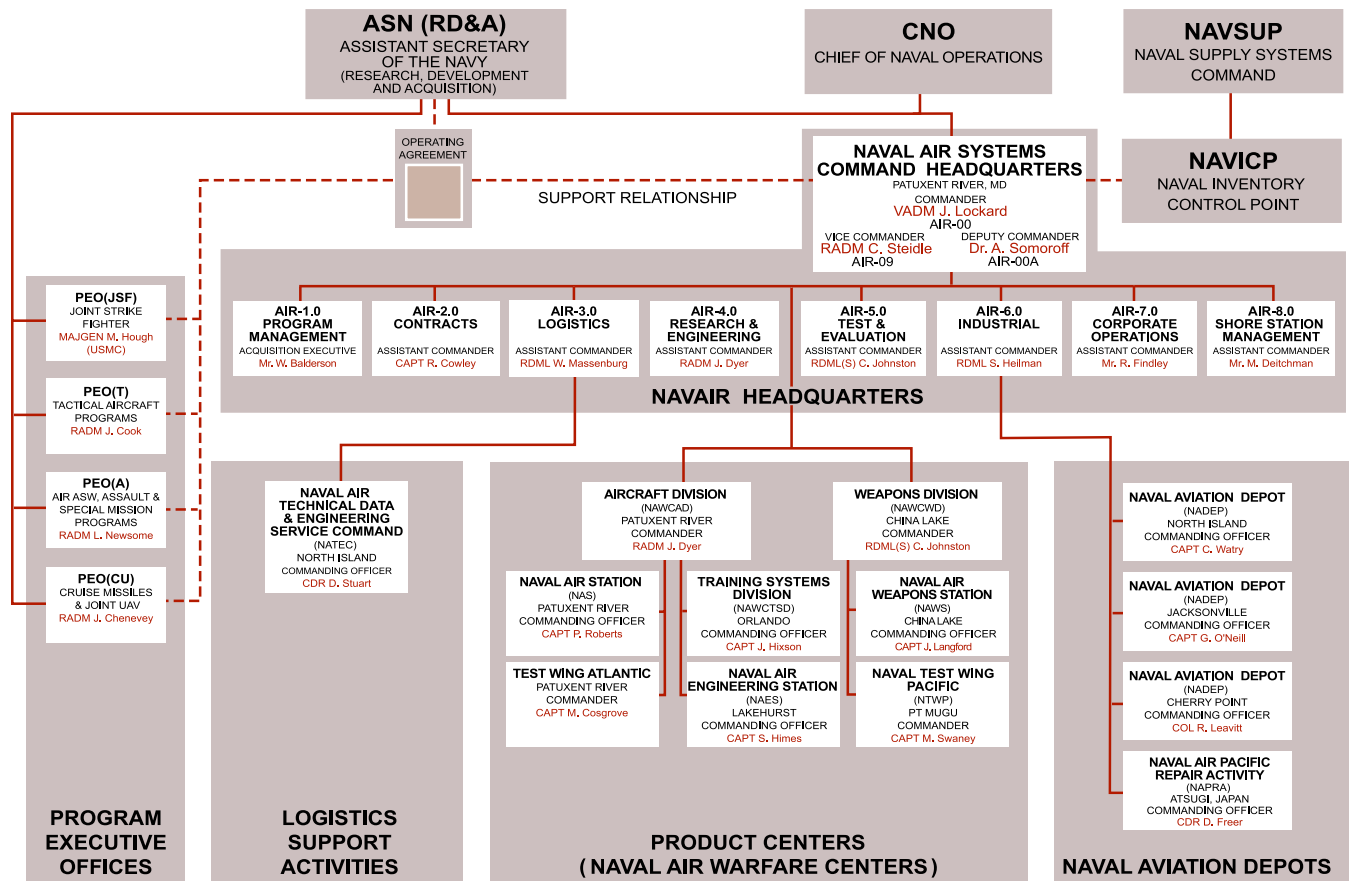 ASN (RD&A)
ASSISTANT SECRETARY
OF THE NAVY
(RESEARCH, DEVELOPMENT
AND ACQUISITION)
CNO
CHIEF OF NAVAL OPERATIONS
NAVSUP
NAVAL SUPPLY SYSTEMS
COMMAND
OPERATING
AGREEMENT
SUPPORT RELATIONSHIP
NAVAL AIR SYSTEMS
COMMAND HEADQUARTERS
PATUXENT RIVER, MD
COMMANDER
VADM J. Lockard
AIR-00
VICE COMMANDER
RADM C. Steidle
AIR-09
DEPUTY COMMANDER
Dr. A. Somoroff
AIR-00A
NAVICP
NAVAL INVENTORY
CONTROL POINT
PEO(JSF)
JOINT STRIKE
FIGHTER
MAJGEN M. Hough
(USMC)
PEO(T)
TACTICAL AIRCRAFT
PROGRAMS
RADM J. Cook
PEO(A)
AIR ASW, ASSAULT &
SPECIAL MISSION
PROGRAMS
RADM L. Newsome
PEO(CU)
CRUISE MISSILES
& JOINT UAV
RADM J. Chenevey
PROGRAM
EXECUTIVE
OFFICES
AIR-1.0
PROGRAM
MANAGEMENT
ACQUISITION EXECUTIVE
Mr. W. Balderson
AIR-2.0
CONTRACTS
ASSISTANT COMMANDER
CAPT R. Cowley
AIR-3.0
LOGISTICS
ASSISTANT COMMANDER
RDML W. Massenburg
AIR-4.0
RESEARCH &
ENGINEERING
ASSISTANT COMMANDER
RADM J. Dyer
AIR-5.0
TEST &
EVALUATION
ASSISTANT COMMANDER
RDML(S) C. Johnston
AIR-6.0
INDUSTRIAL
ASSISTANT COMMANDER
RDML S. Heilman
AIR-7.0
CORPORATE
OPERATIONS
ASSISTANT COMMANDER
Mr. R. Findley
AIR-8.0
SHORE STATION
MANAGEMENT
ASSISTANT COMMANDER
Mr. M. Deitchman
NAVAIR HEADQUARTERS
NAVAL AIR
TECHNICAL DATA
& ENGINEERING
SERVICE COMMAND
(NATEC)
NORTH ISLAND
COMMANDING OFFICER
CDR D. Stuart
LOGISTICS
SUPPORT
ACTIVITIES
AIRCRAFT DIVISION
(NAWCAD)
PATUXENT RIVER
COMMANDER
RADM J. Dyer
WEAPONS DIVISION
(NAWCWD)
CHINA LAKE
COMMANDER
RDML(S) C. Johnston
NAVAL AIR STATION
(NAS)
PATUXENT RIVER
COMMANDING OFFICER
CAPT P. Roberts
TRAINING SYSTEMS
DIVISION
(NAWCTSD)
ORLANDO
COMMANDING OFFICER
CAPT J. Hixson
NAVAL AIR
WEAPONS STATION
(NAWS)
CHINA LAKE
COMMANDING OFFICER
CAPT J. Langford
TEST WING ATLANTIC
PATUXENT RIVER
COMMANDER
CAPT M. Cosgrove
NAVAL AIR
ENGINEERING STATION
(NAES)
LAKEHURST
COMMANDING OFFICER
CAPT S. Himes
NAVAL TEST WING
PACIFIC
(NTWP)
PT MUGU
COMMANDER
CAPT M. Swaney
PRODUCT CENTERS
( NAVAL AIR WARFARE CENTERS )
NAVAL AVIATION DEPOT
(NADEP)
NORTH ISLAND
COMMANDING OFFICER
CAPT C. Watry
NAVAL AVIATION DEPOT
(NADEP)
JACKSONVILLE
COMMANDING OFFICER
CAPT G. O'Neill
NAVAL AVIATION DEPOT
(NADEP)
CHERRY POINT
COMMANDING OFFICER
COL R. Leavitt
NAVAL AIR PACIFIC
REPAIR ACTIVITY
(NAPRA)
ATSUGI, JAPAN
COMMANDING OFFICER
CDR D. Freer
NAVAL AVIATION DEPOTS